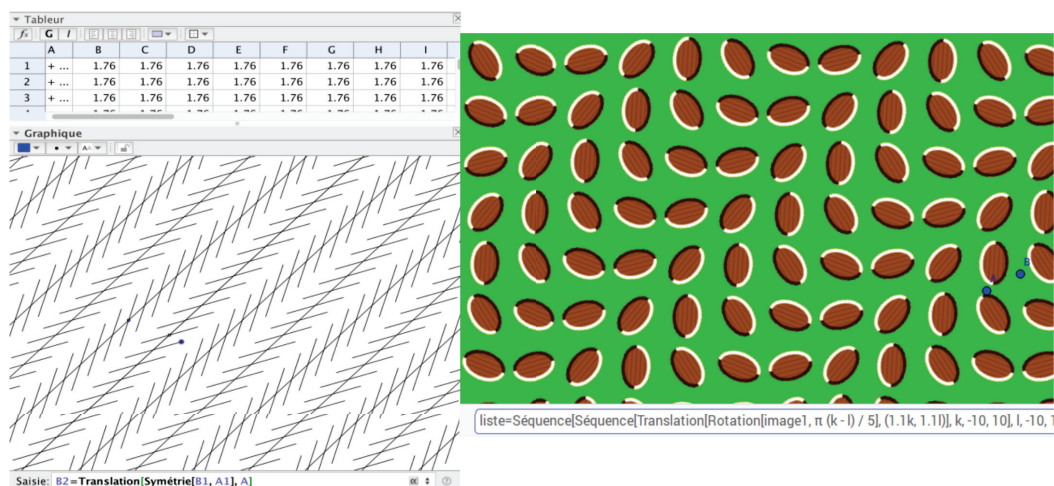 Tableur
fx G I
A B C D E F G H I
1 + ... 1.76 1.76 1.76 1.76 1.76 1.76 1.76 1.76
2 + ... 1.76 1.76 1.76 1.76 1.76 1.76 1.76 1.76
3 + ... 1.76 1.76 1.76 1.76 1.76 1.76 1.76 1.76
Graphique
AA
Saisie: B2=Translation[Symétrie[B1, A1], A]
α
A
B
liste=Séquence[Séquence[Translation[Rotation[image1, π (k - l) / 5], (1.1k, 1.1l)], k, -10, 10], l, -10, 1